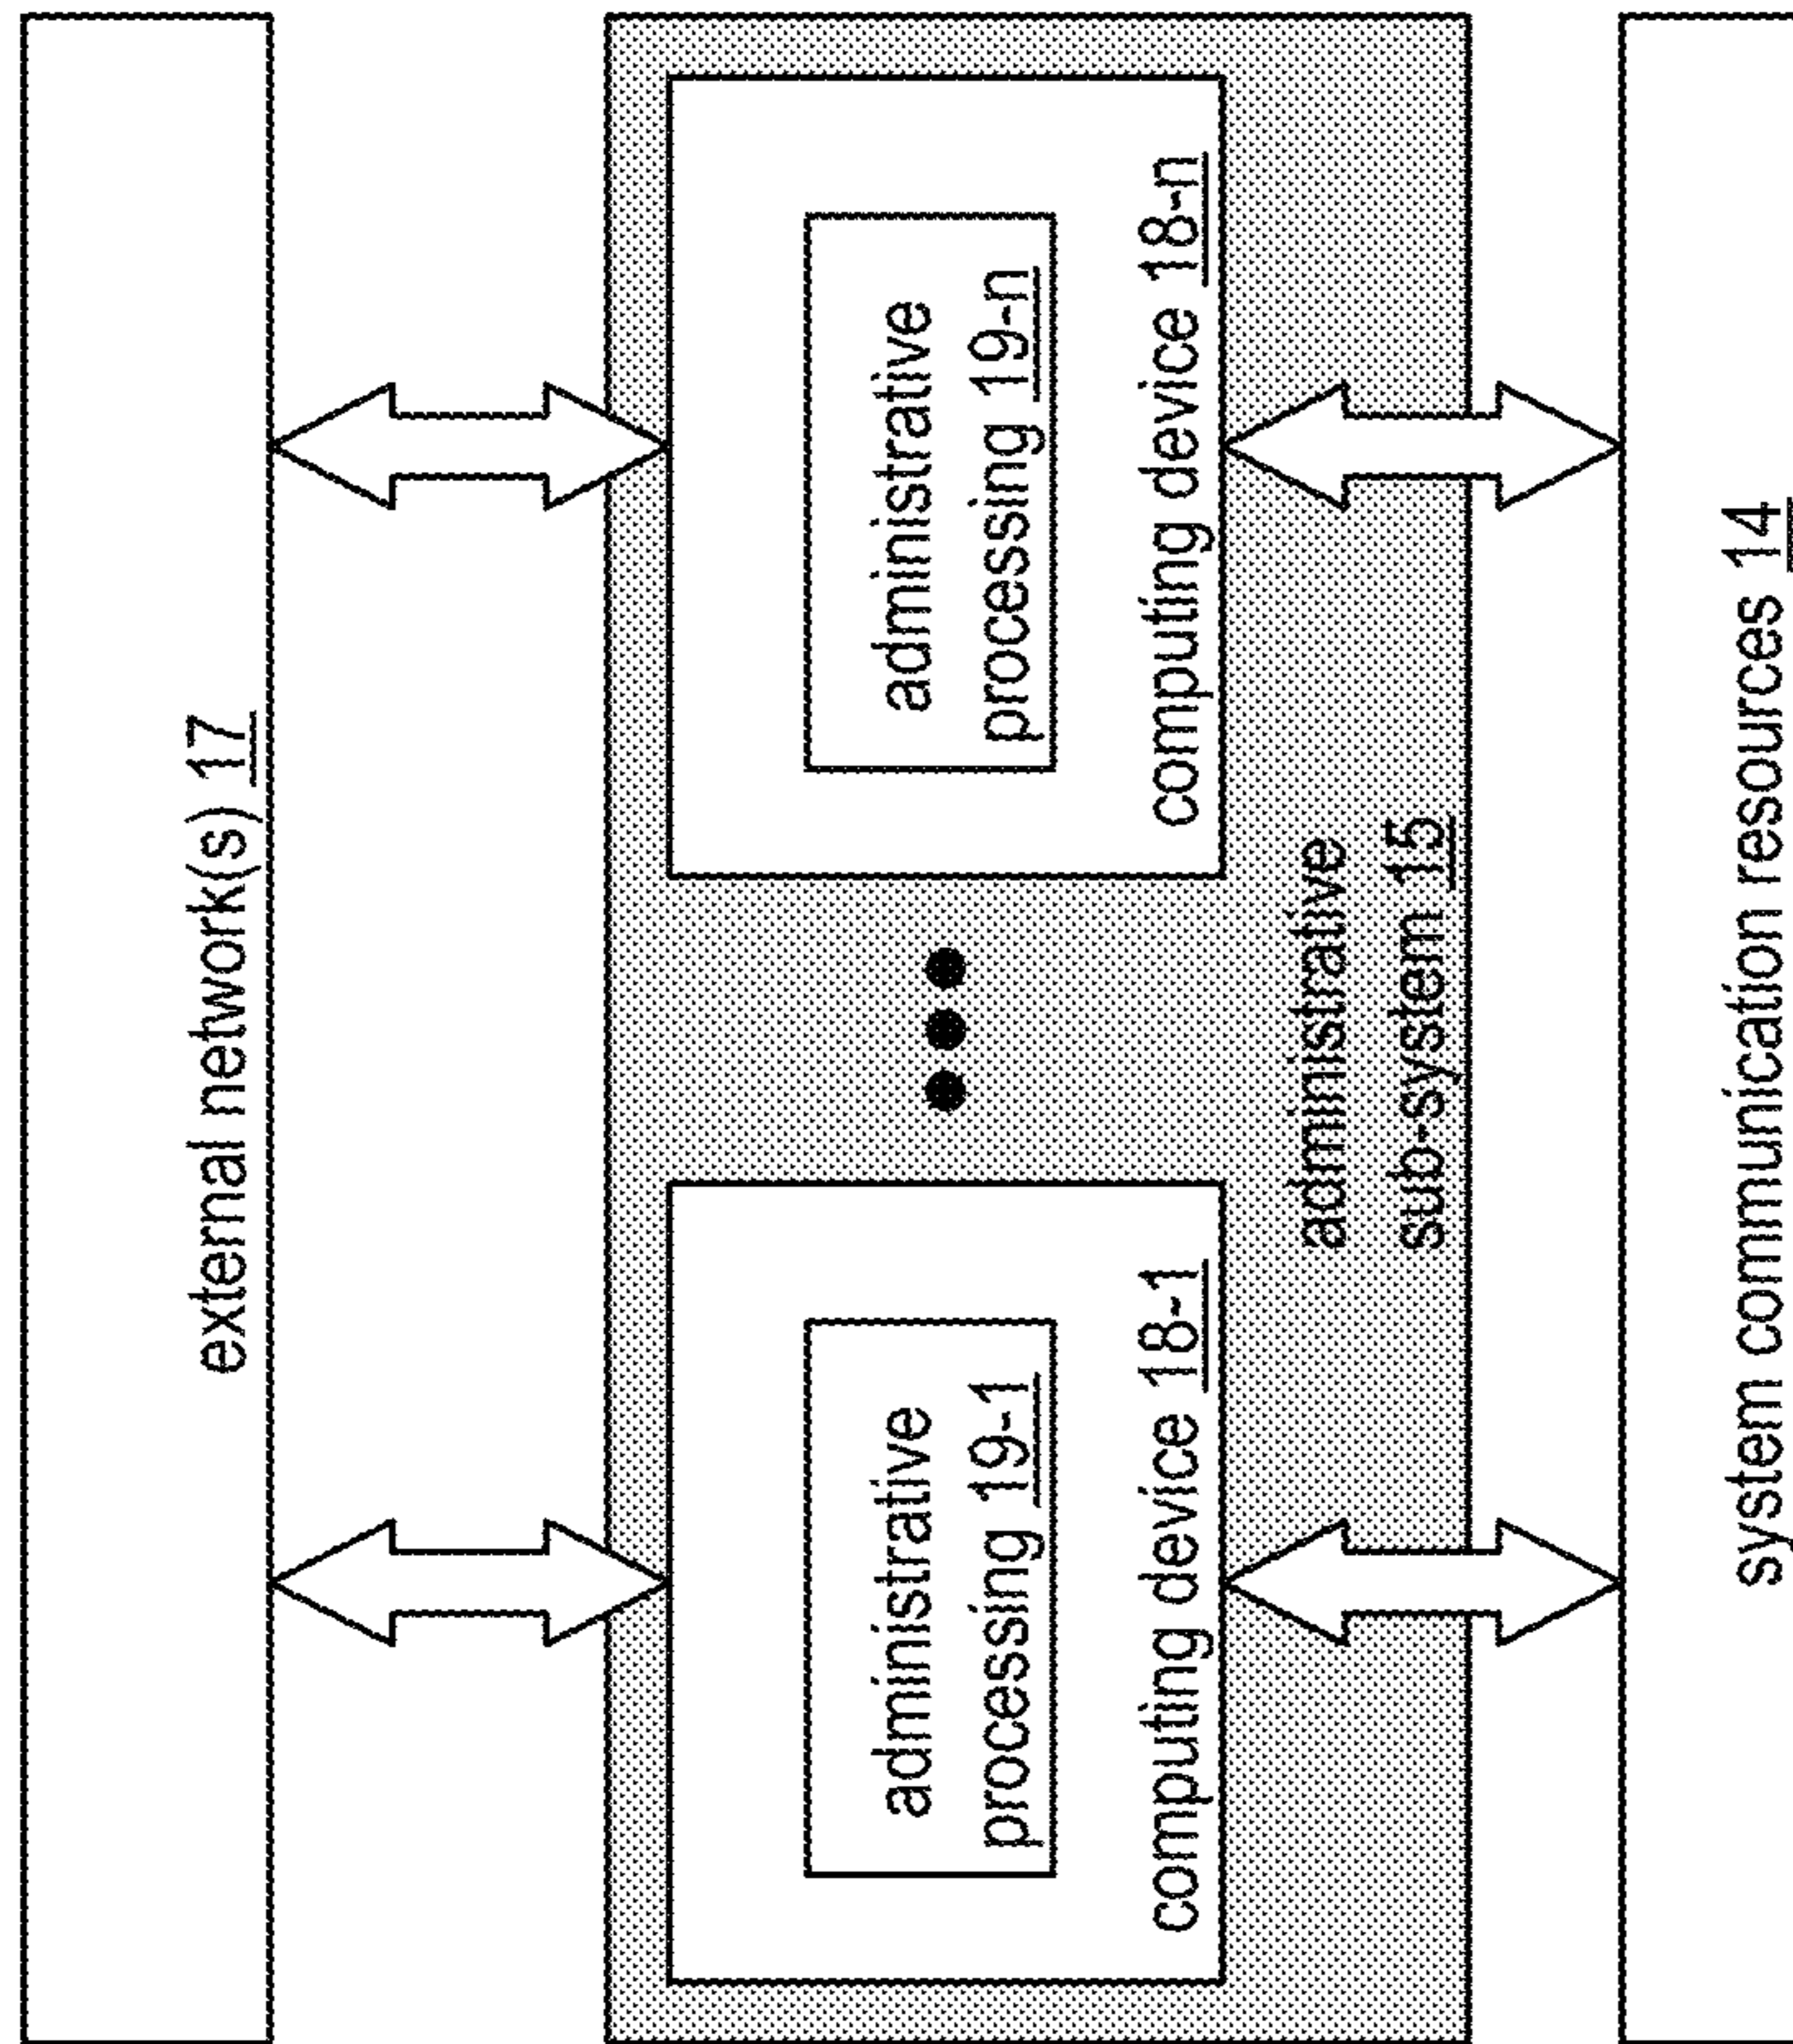 external network(s) 17
administrative
processing 19-1
computing device 18-1
administrative
processing 19-n
computing device 18-n
administrative
sub-system 15
system communication resources 14